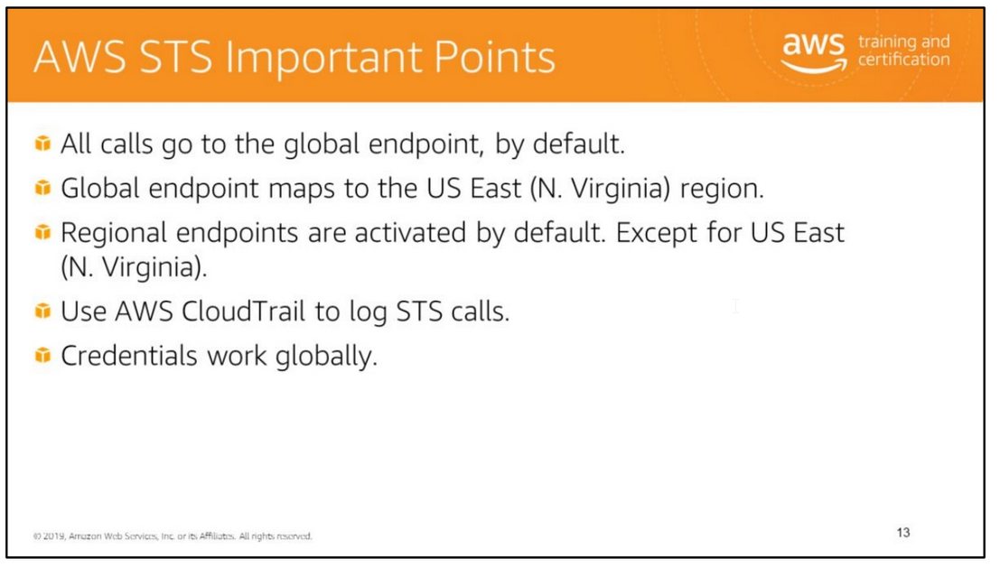 AWS STS Important Points
aws training and
certification
All calls go to the global endpoint, by default.
Global endpoint maps to the US East (N. Virginia) region.
Regional endpoints are activated by default. Except for US East
(N. Virginia).
Use AWS CloudTrail to log STS calls.
Credentials work globally.
© 2019, Amazon Web Services, Inc. or its Affiliates. All rights reserved.
13